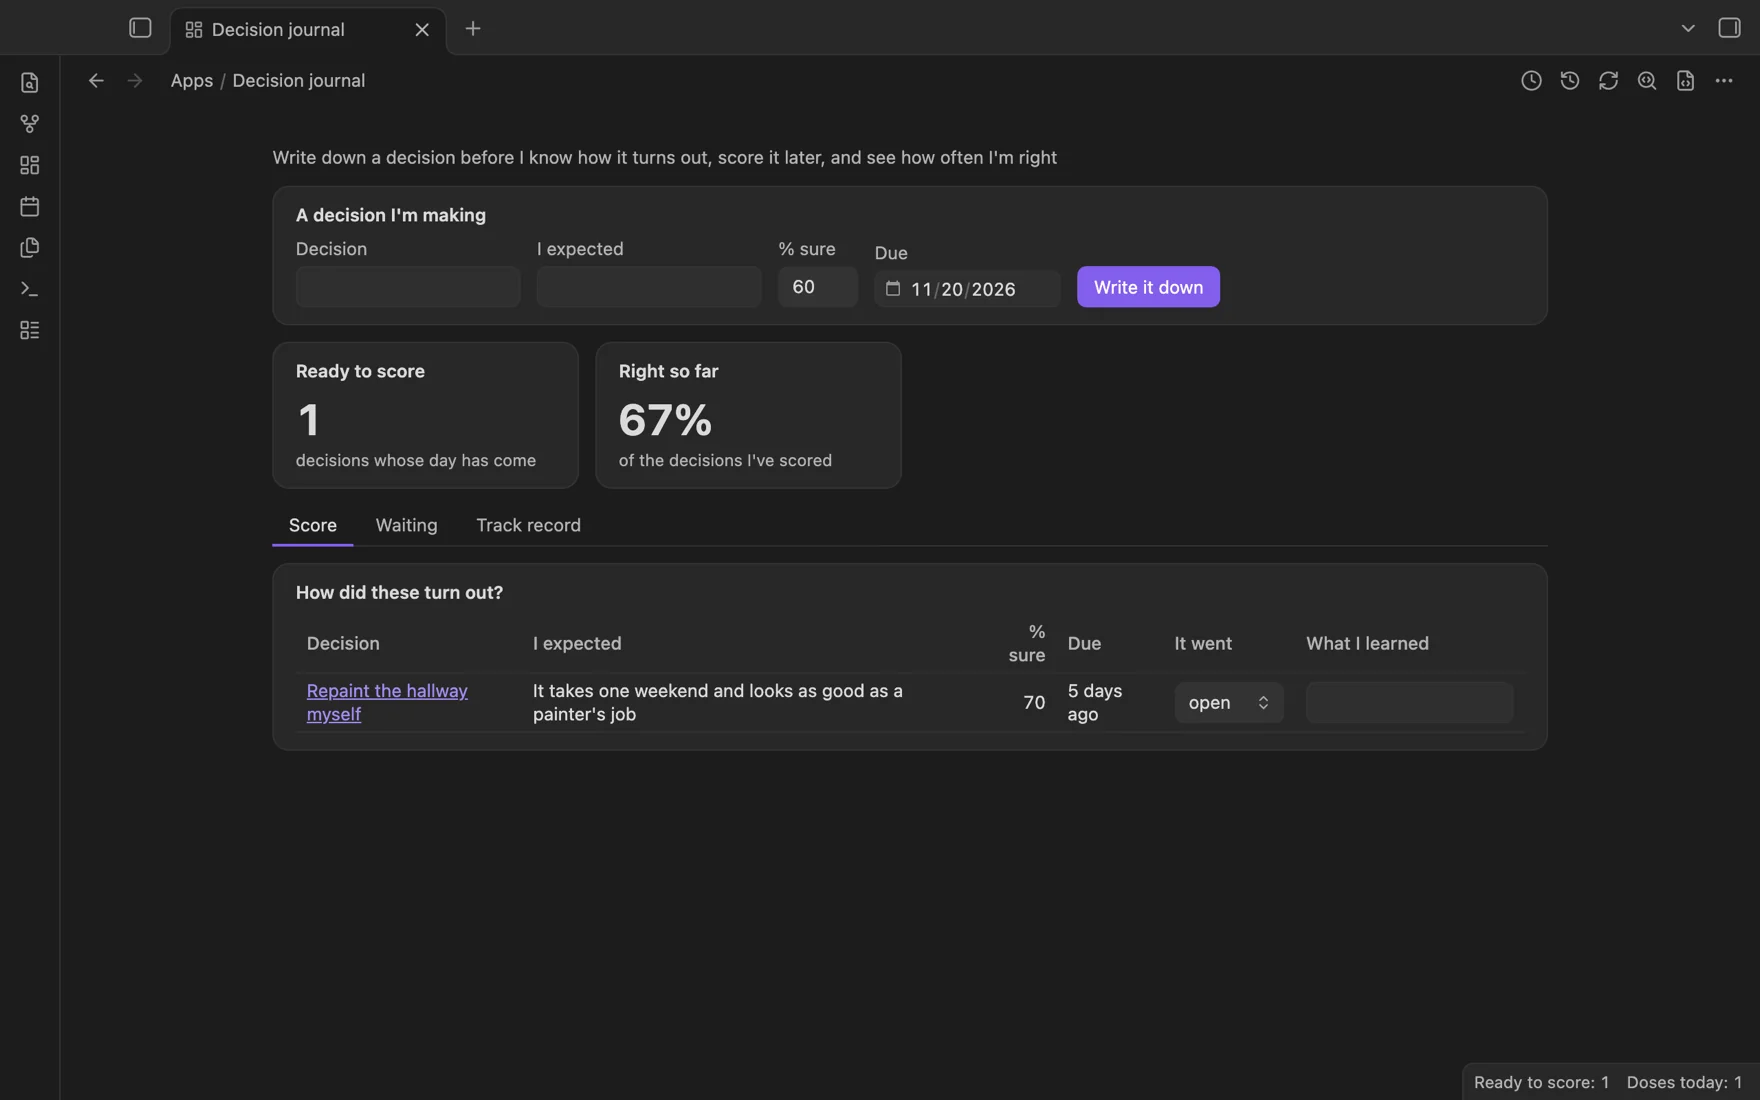 Decision journal
Apps / Decision journal
Write down a decision before I know how it turns out, score it later, and see how often I'm right
A decision I'm making
Decision
I expected
% sure
Due
60
11/20/2026
Write it down
Ready to score
1
decisions whose day has come
Right so far
67%
of the decisions I've scored
Score
Waiting
Track record
How did these turn out?
Decision
I expected
% sure
Due
It went
What I learned
Repaint the hallway
myself
It takes one weekend and looks as good as a
painter's job
70
5 days
ago
open
Ready to score: 1
Doses today: 1